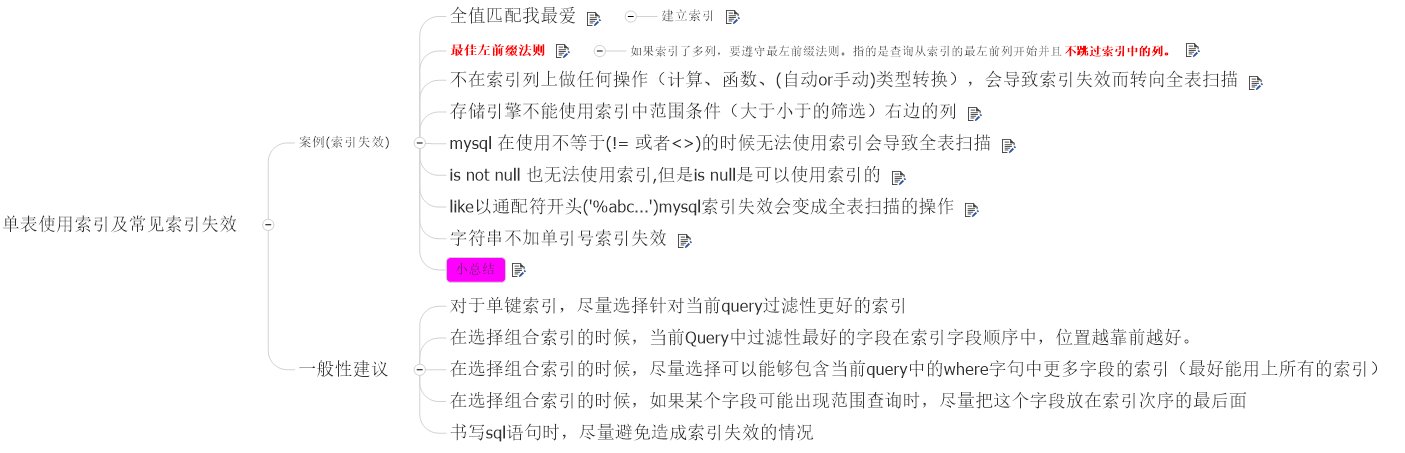 单表使用索引及常见索引失效
案例(索引失效)
全值匹配我最爱
建立索引
最佳左前缀法则
如果索引了多列，要遵守最左前缀法则。指的是查询从索引的最左前列开始并且不跳过索引中的列。
不在索引列上做任何操作（计算、函数、(自动or手动)类型转换），会导致索引失效而转向全表扫描
存储引擎不能使用索引中范围条件（大于小于的筛选）右边的列
mysql 在使用不等于(!= 或者<>)的时候无法使用索引会导致全表扫描
is not null 也无法使用索引,但是is null是可以使用索引的
like以通配符开头('%abc...')mysql索引失效会变成全表扫描的操作
字符串不加单引号索引失效
小总结
一般性建议
对于单键索引，尽量选择针对当前query过滤性更好的索引
在选择组合索引的时候，当前Query中过滤性最好的字段在索引字段顺序中，位置越靠前越好。
在选择组合索引的时候，尽量选择可以能够包含当前query中的where字句中更多字段的索引（最好能用上所有的索引）
在选择组合索引的时候，如果某个字段可能出现范围查询时，尽量把这个字段放在索引次序的最后面
书写sql语句时，尽量避免造成索引失效的情况